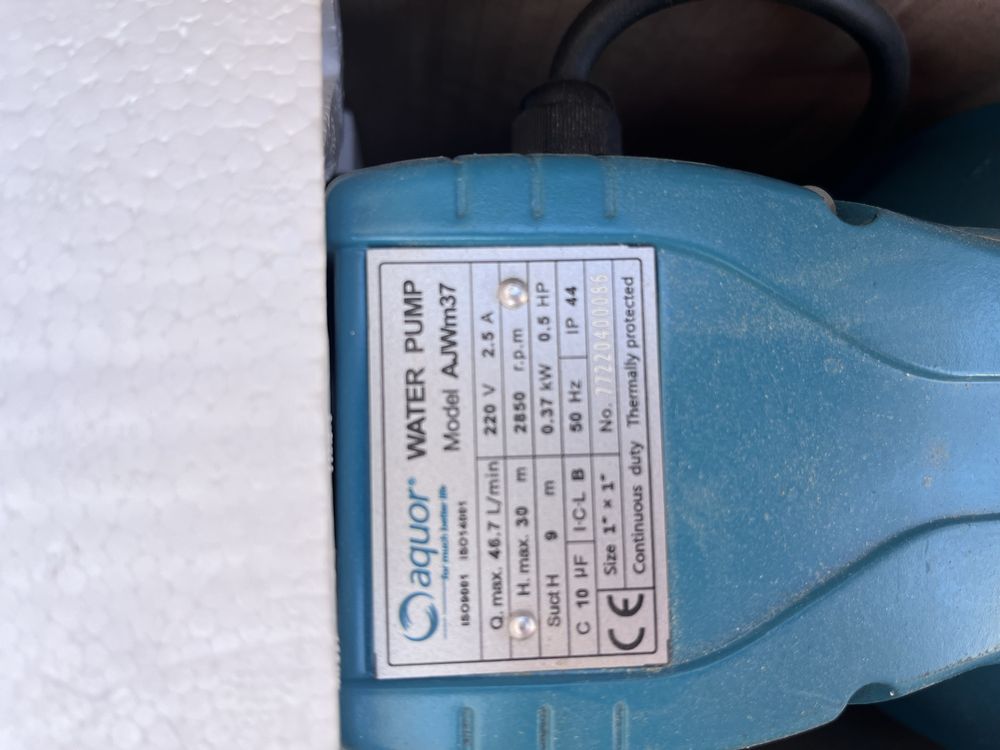 aquor® WATER PUMP
for much better life
ISO9001 ISO14001 Model AJWm37
Q. max. 46.7 L/min 220 V 2.5 A
H. max. 30 m 2850 r.p.m
Suct H 9 m 0.37 kW 0.5 HP
C 10 µF I·C·L B 50 Hz IP 44
Size 1" × 1" No. 77220400086
CE Continuous duty Thermally protected